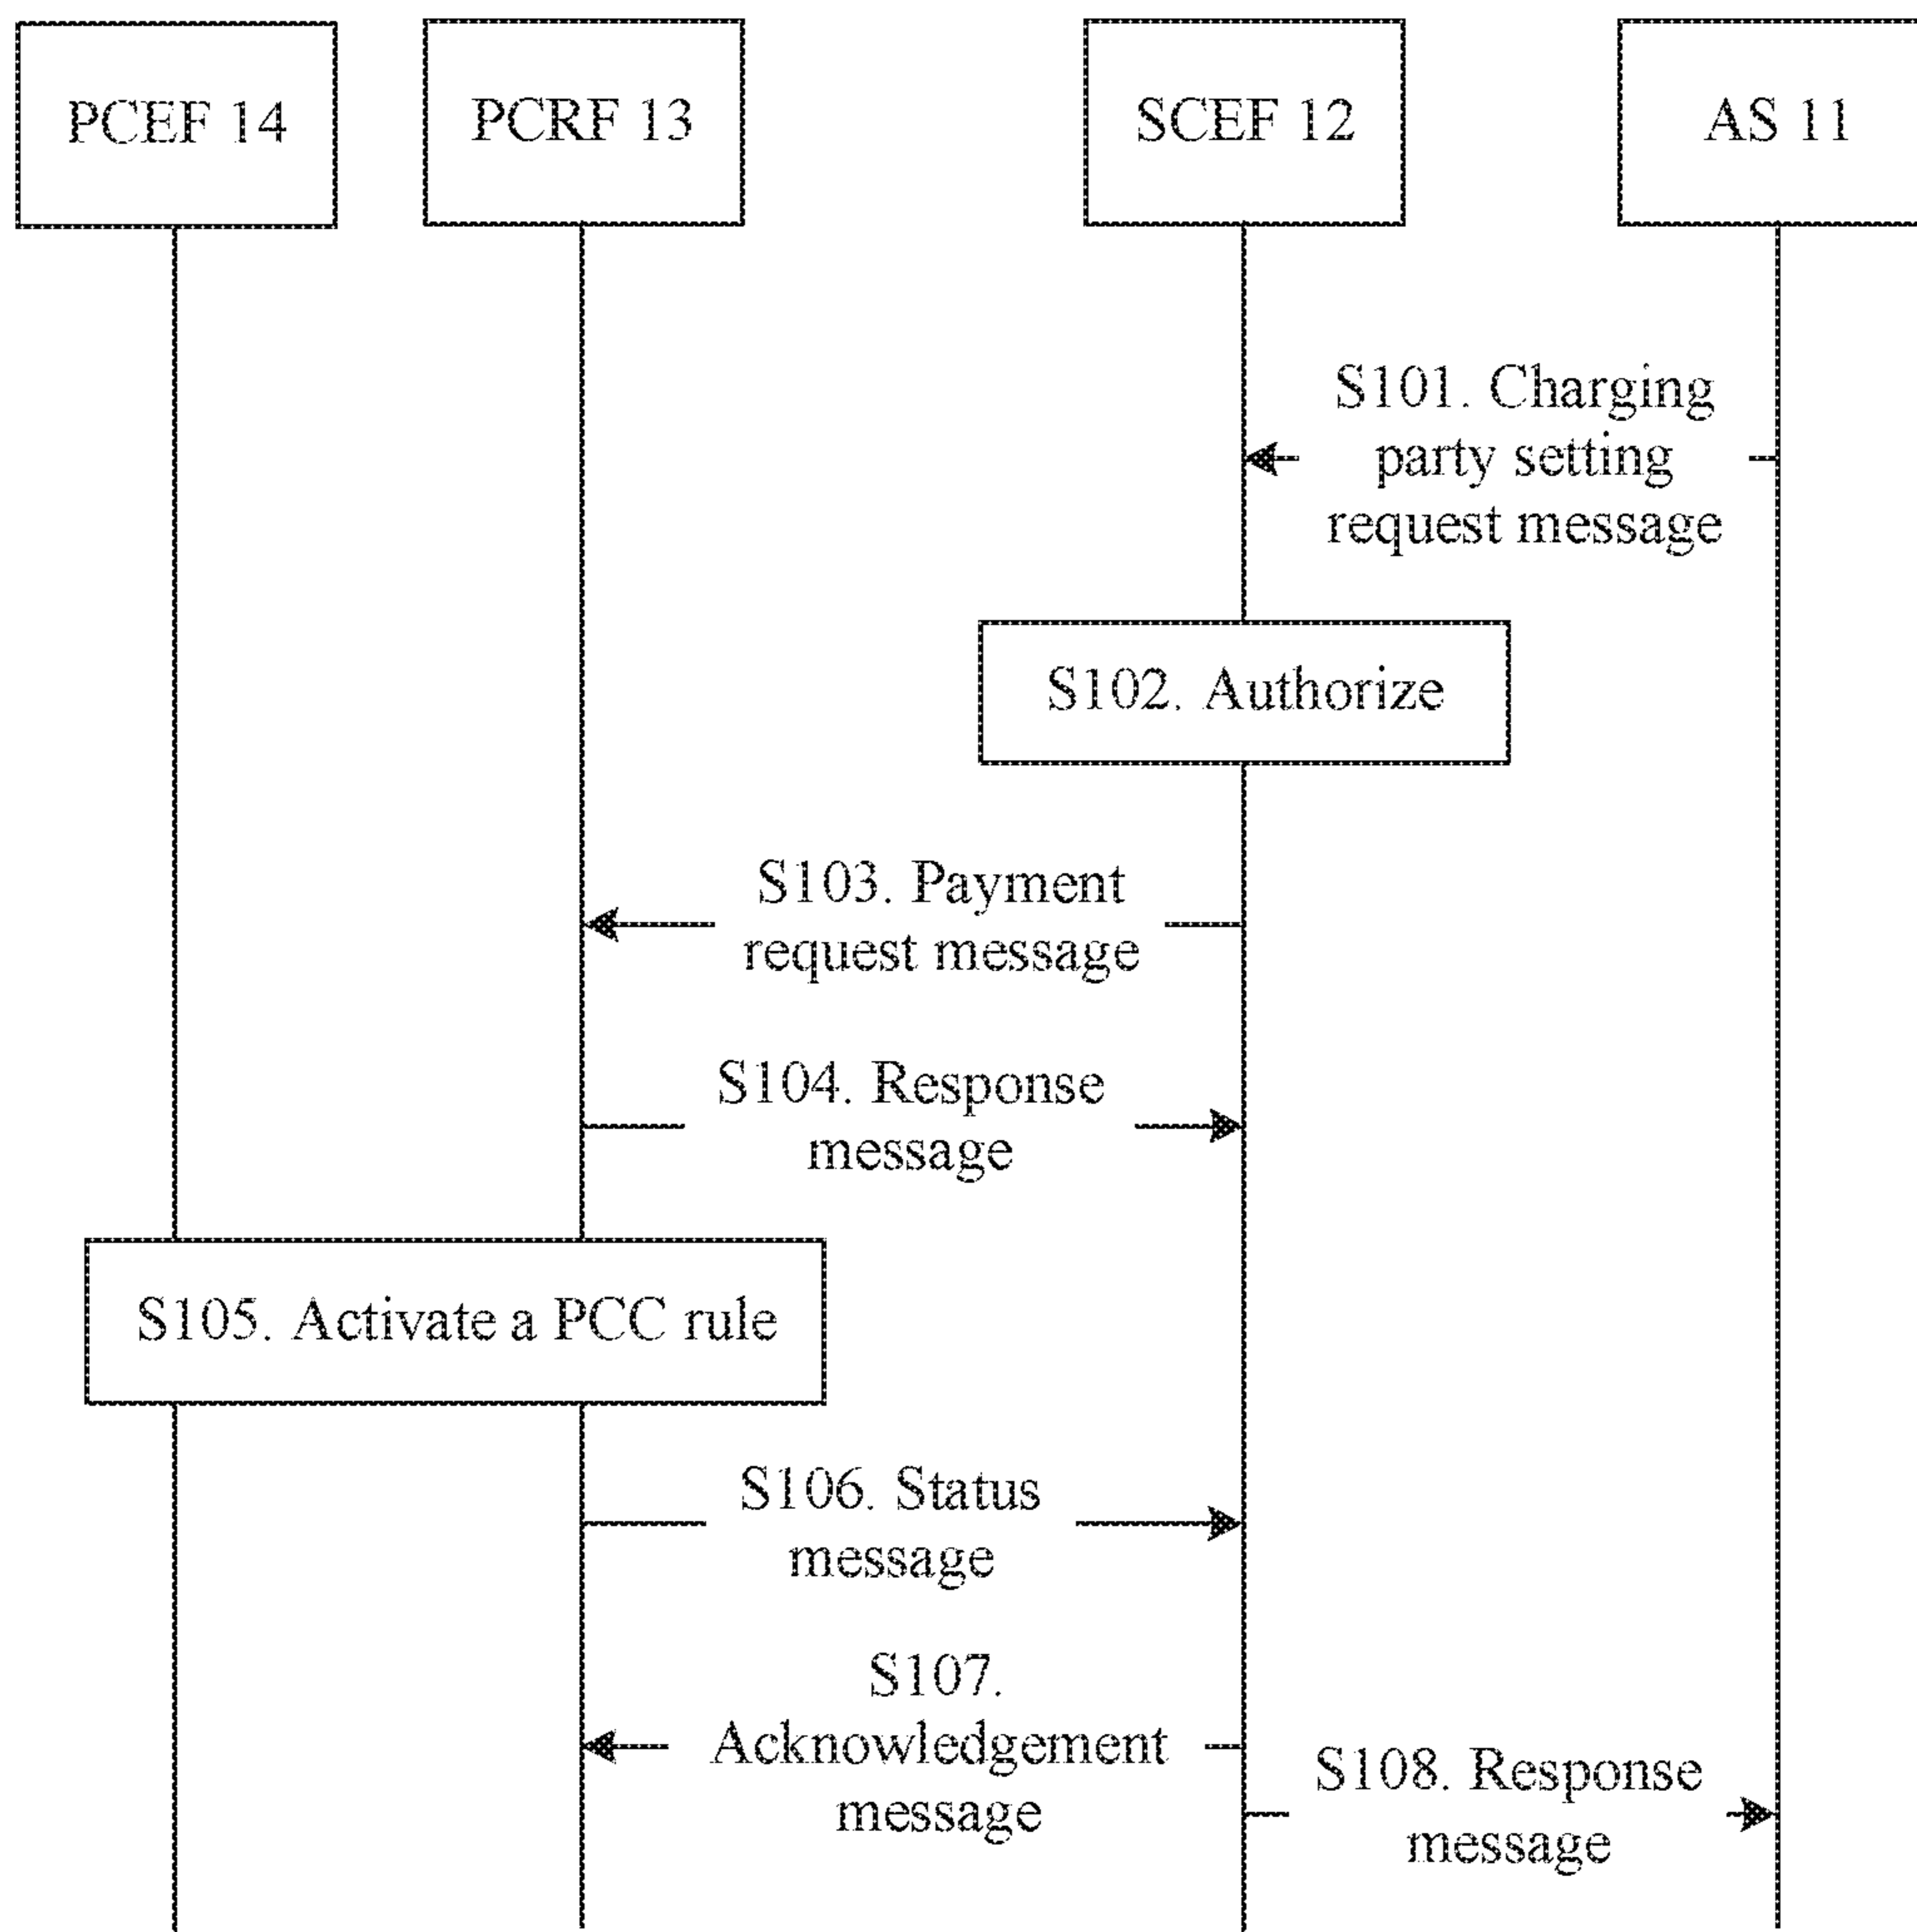 PCEF 14
PCRF 13
SCEF 12
AS 11
S101. Charging
party setting
request message
S102. Authorize
S103. Payment
request message
S104. Response
message
S105. Activate a PCC rule
S106. Status
message
S107.
Acknowledgement
message
S108. Response
message